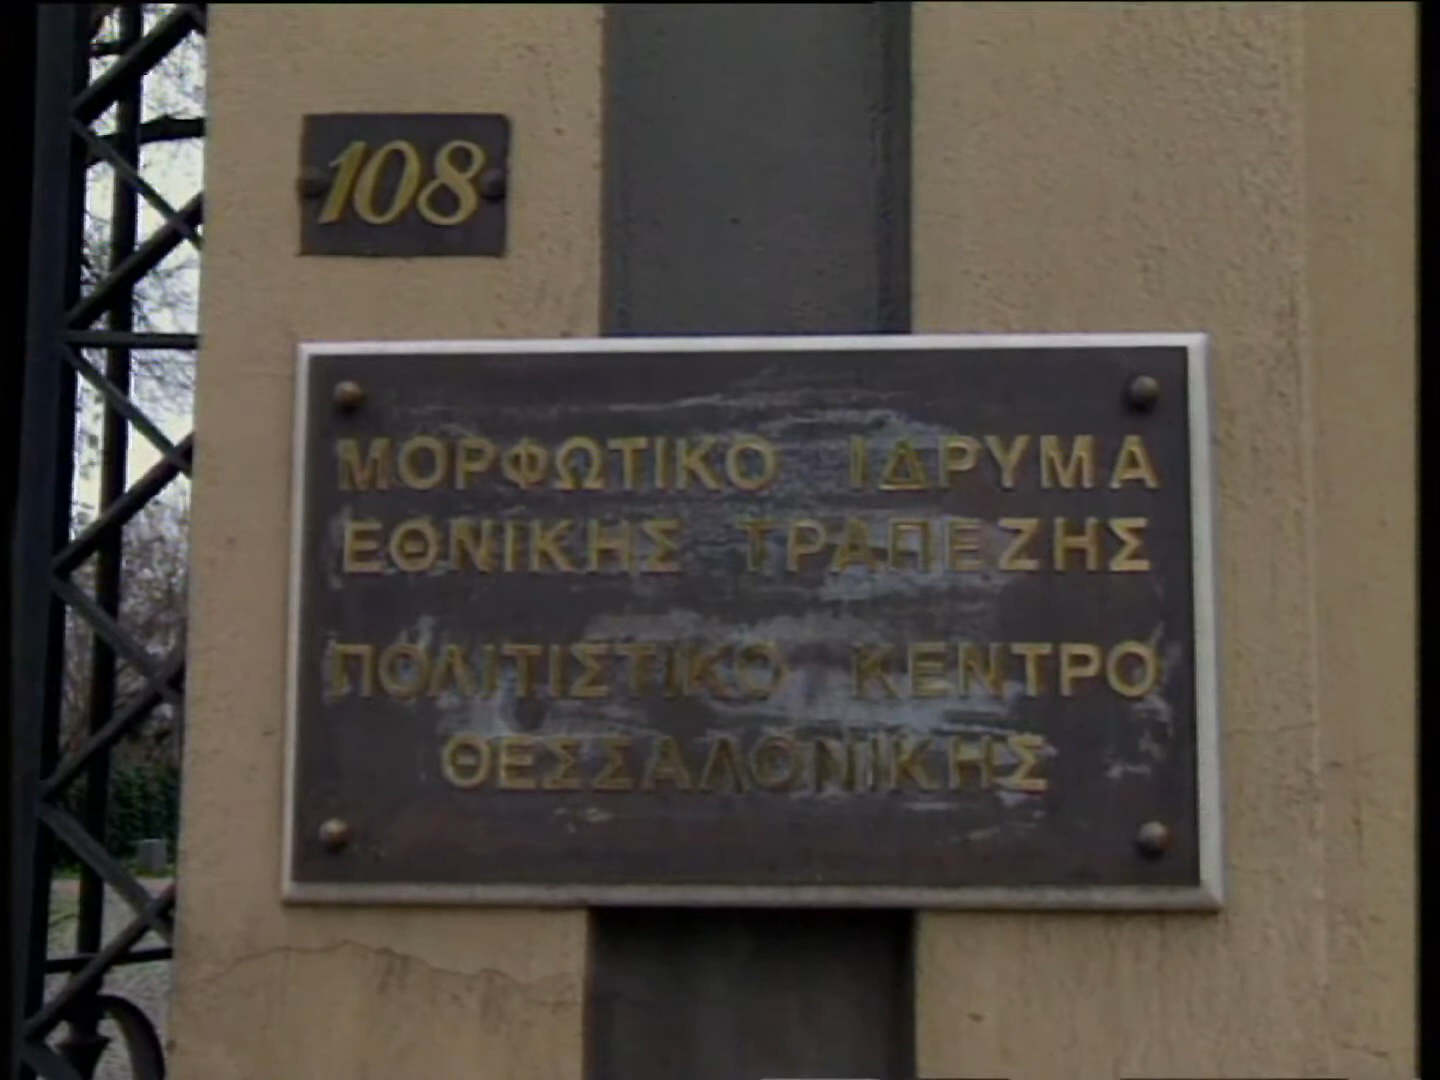 108
ΜΟΡΦΩΤΙΚΟ ΙΔΡΥΜΑ
ΕΘΝΙΚΗΣ ΤΡΑΠΕΖΗΣ
ΠΟΛΙΤΙΣΤΙΚΟ ΚΕΝΤΡΟ
ΘΕΣΣΑΛΟΝΙΚΗΣ